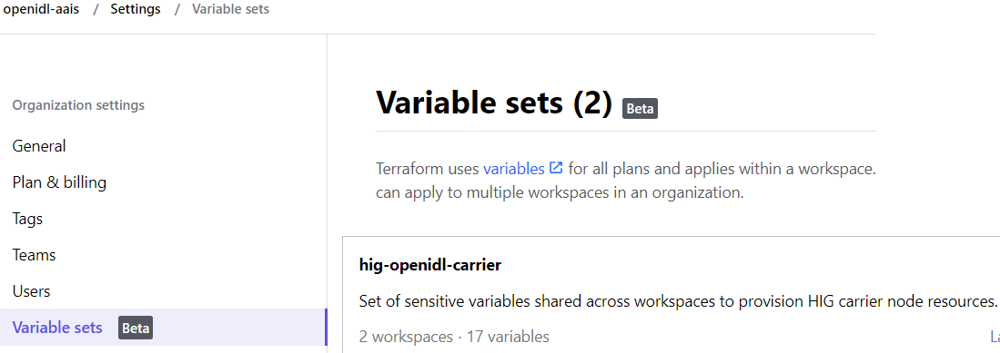 openidl-aais / Settings / Variable sets
Organization settings
General
Plan & billing
Tags
Teams
Users
Variable sets Beta
Variable sets (2) Beta
Terraform uses variables for all plans and applies within a workspace.
can apply to multiple workspaces in an organization.
hig-openidl-carrier
Set of sensitive variables shared across workspaces to provision HIG carrier node resources.
2 workspaces · 17 variables